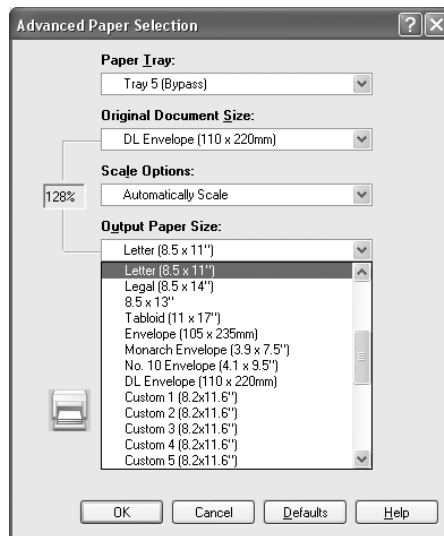 Advanced Paper Selection
Paper Tray:
Tray 5 (Bypass)
Original Document Size:
DL Envelope (110 x 220mm)
Scale Options:
128%
Automatically Scale
Output Paper Size:
Letter (8.5 x 11")
Letter (8.5 x 11")
Legal (8.5 x 14")
8.5 x 13"
Tabloid (11 x 17")
Envelope (105 x 235mm)
Monarch Envelope (3.9 x 7.5")
No. 10 Envelope (4.1 x 9.5")
DL Envelope (110 x 220mm)
Custom 1 (8.2x11.6")
Custom 2 (8.2x11.6")
Custom 3 (8.2x11.6")
Custom 4 (8.2x11.6")
Custom 5 (8.2x11.6")
OK Cancel Defaults Help